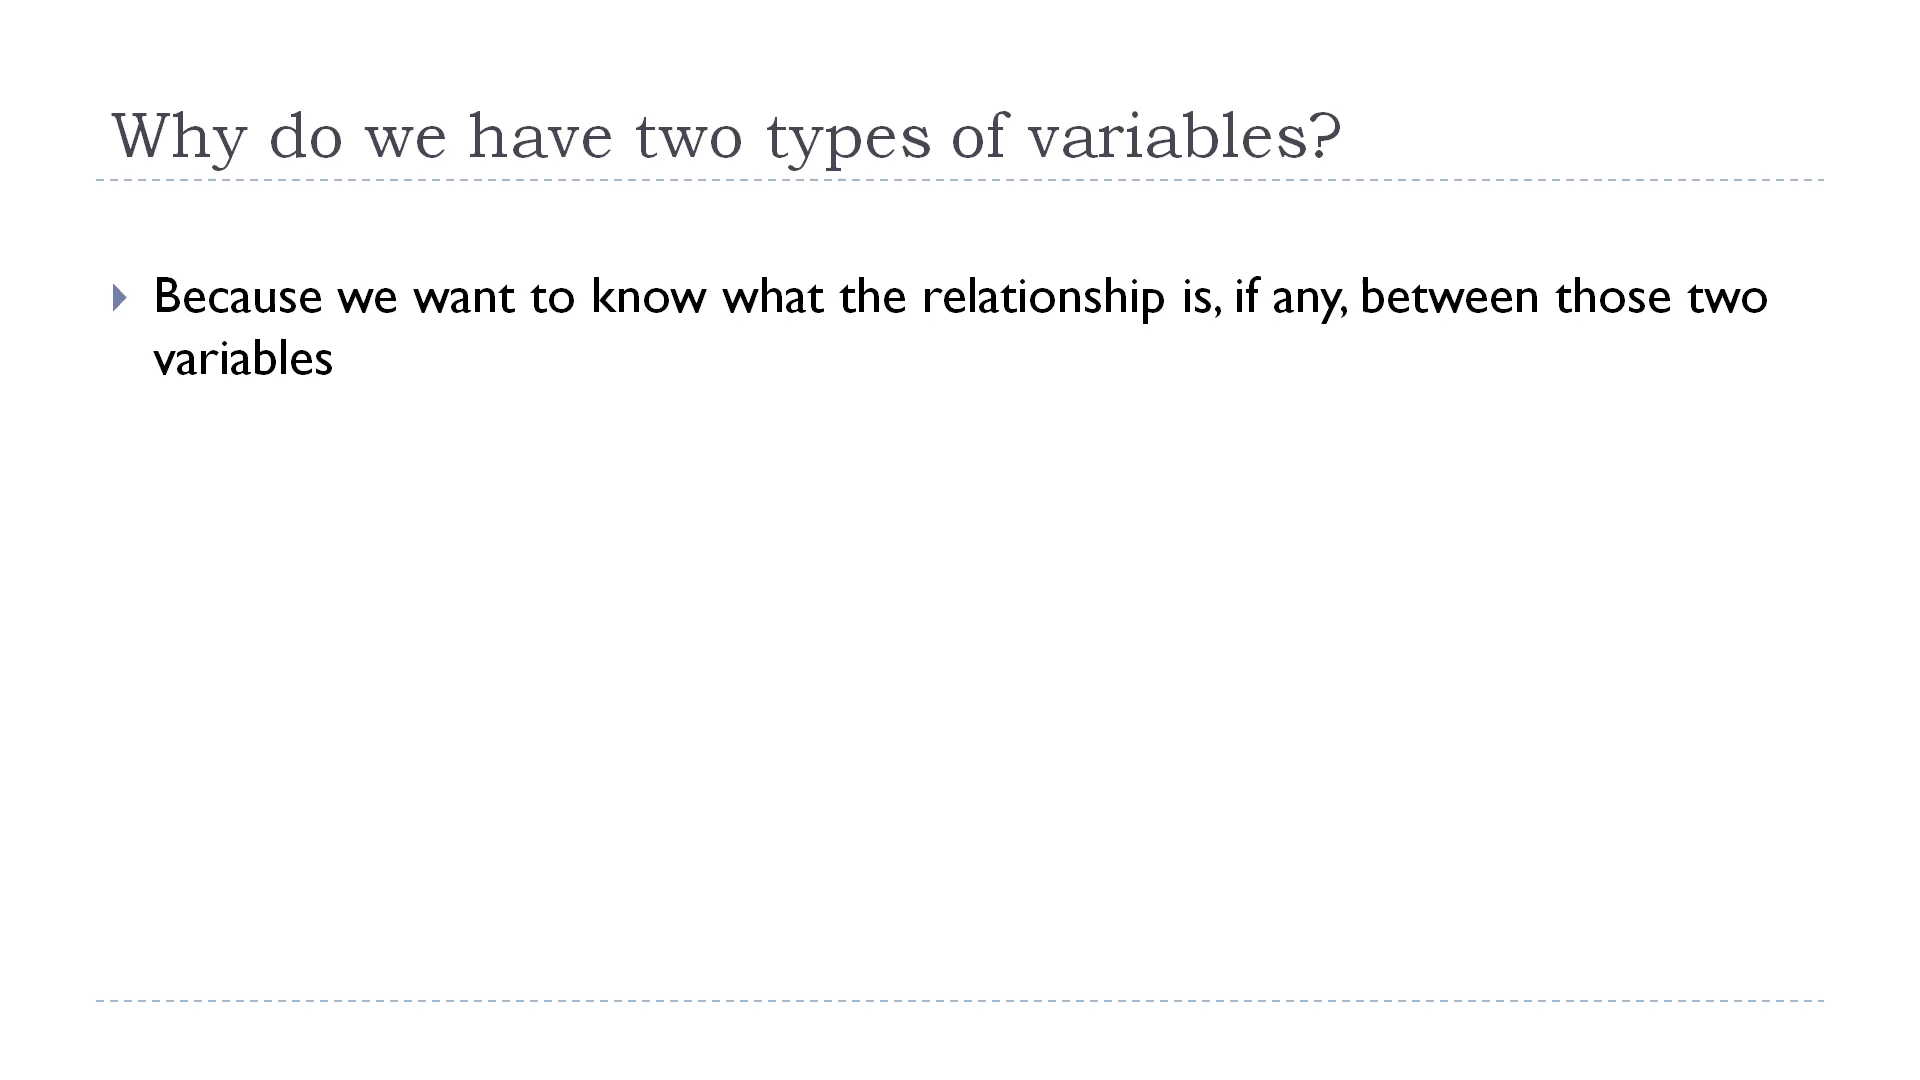 Why do we have two types of variables?
Because we want to know what the relationship is, if any, between those two
variables